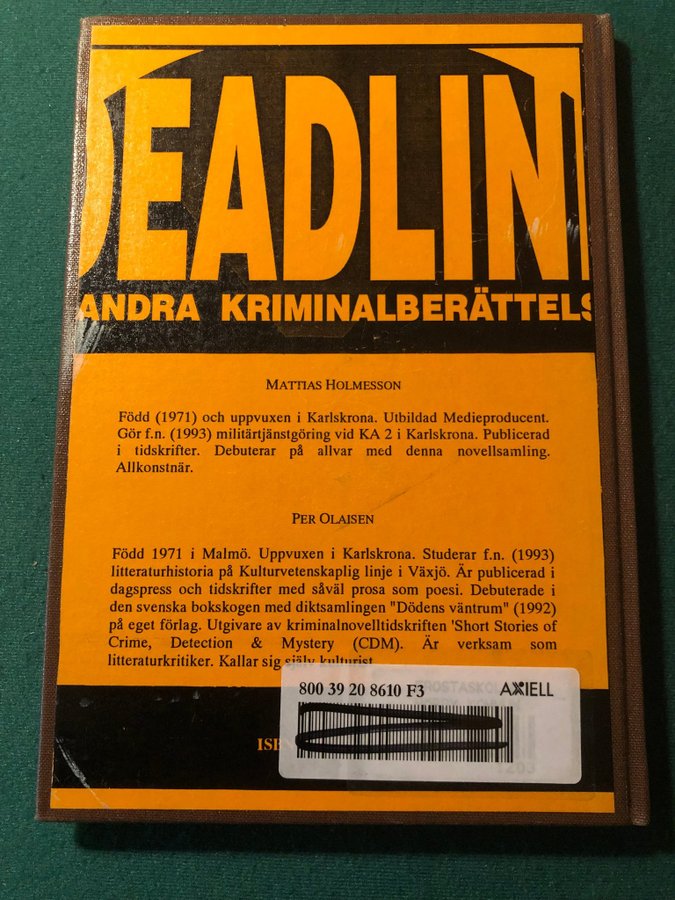 DEADLINE
ANDRA KRIMINALBERÄTTELS
MATTIAS HOLMESSON
Född (1971) och uppvuxen i Karlskrona. Utbildad Medieproducent.
Gör f.n. (1993) militärtjänstgöring vid KA 2 i Karlskrona. Publicerad
i tidskrifter. Debuterar på allvar med denna novellsamling.
Allkonstnär.
PER OLAISEN
Född 1971 i Malmö. Uppvuxen i Karlskrona. Studerar f.n. (1993)
litteraturhistoria på Kulturvetenskaplig linje i Växjö. Är publicerad i
dagspress och tidskrifter med såväl prosa som poesi. Debuterade i
den svenska bokskogen med diktsamlingen "Dödens väntrum" (1992)
på eget förlag. Utgivare av kriminalnovelltidskriften 'Short Stories of
Crime, Detection & Mystery (CDM). Är verksam som
litteraturkritiker. Kallar sig själv kulturist
800 39 20 8610 F3 AXIELL
1203